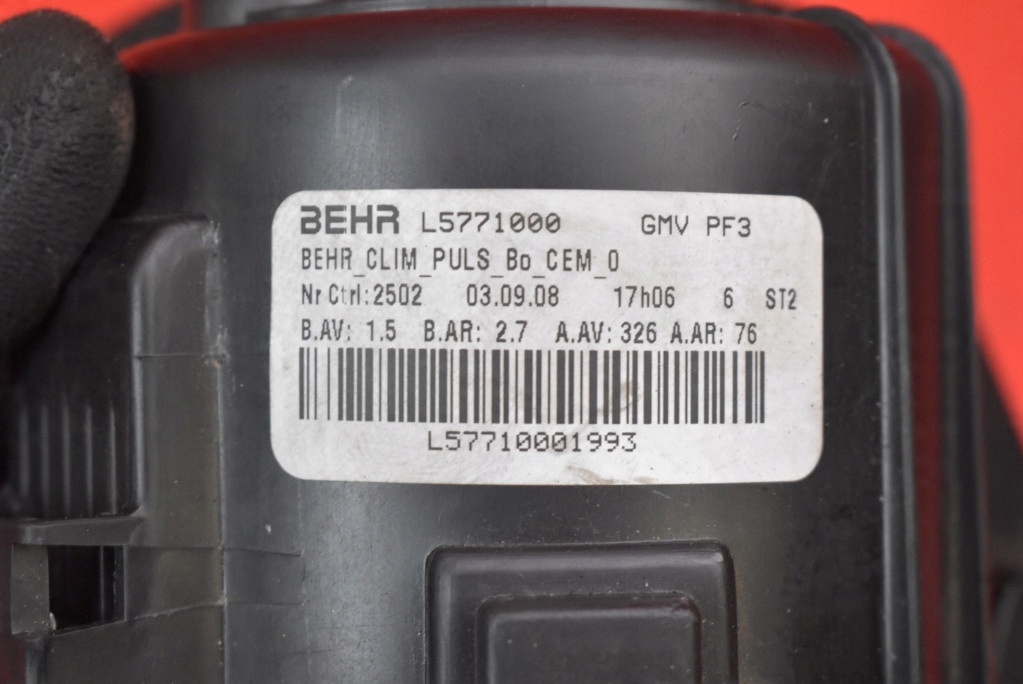 BEHR L5771000 GMV PF3
BEHR_CLIM_PULS_Bo_CEM_0
Nr Ctrl:2502 03.09.08 17h06 6 ST2
B.AV: 1.5 B.AR: 2.7 A.AV: 326 A.AR: 76
L57710001993